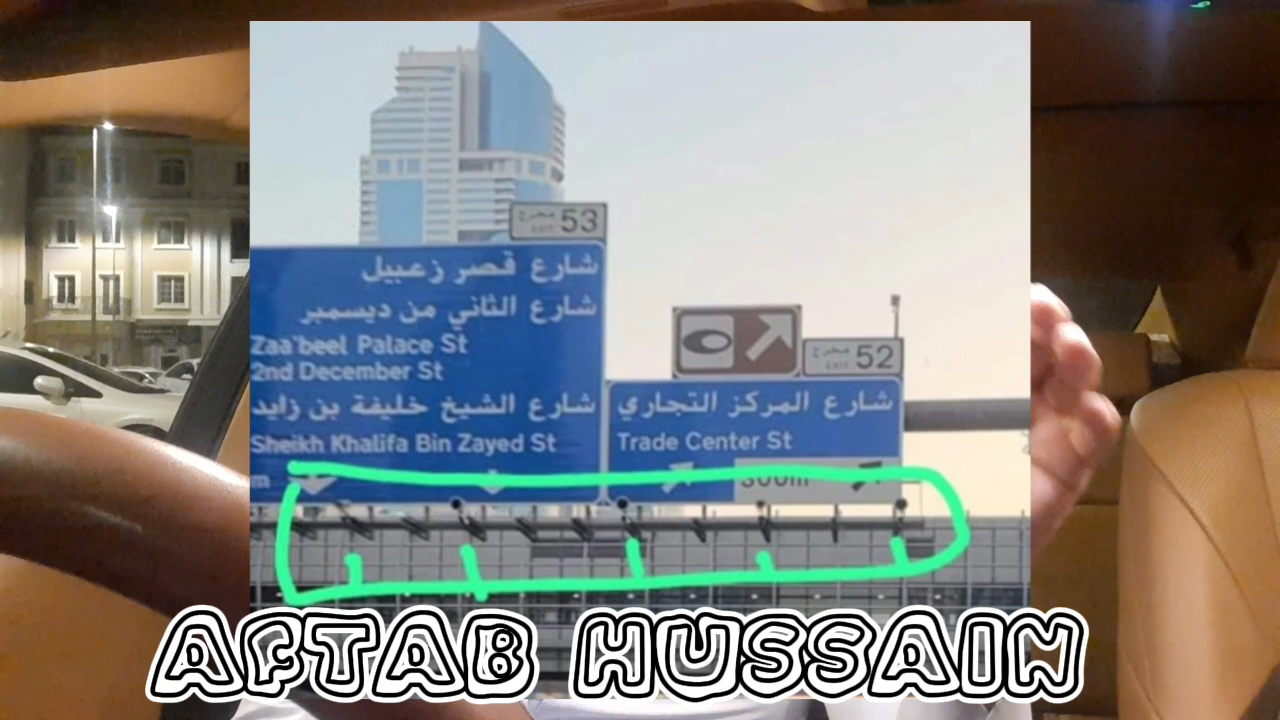 مخرج 53
EXIT
شارع قصر زعبيل
شارع الثاني من ديسمبر
Zaa'beel Palace St
2nd December St
شارع الشيخ خليفة بن زايد
Sheikh Khalifa Bin Zayed St
m
مخرج 52
EXIT
شارع المركز التجاري
Trade Center St
300m
AFTAB HUSSAIN